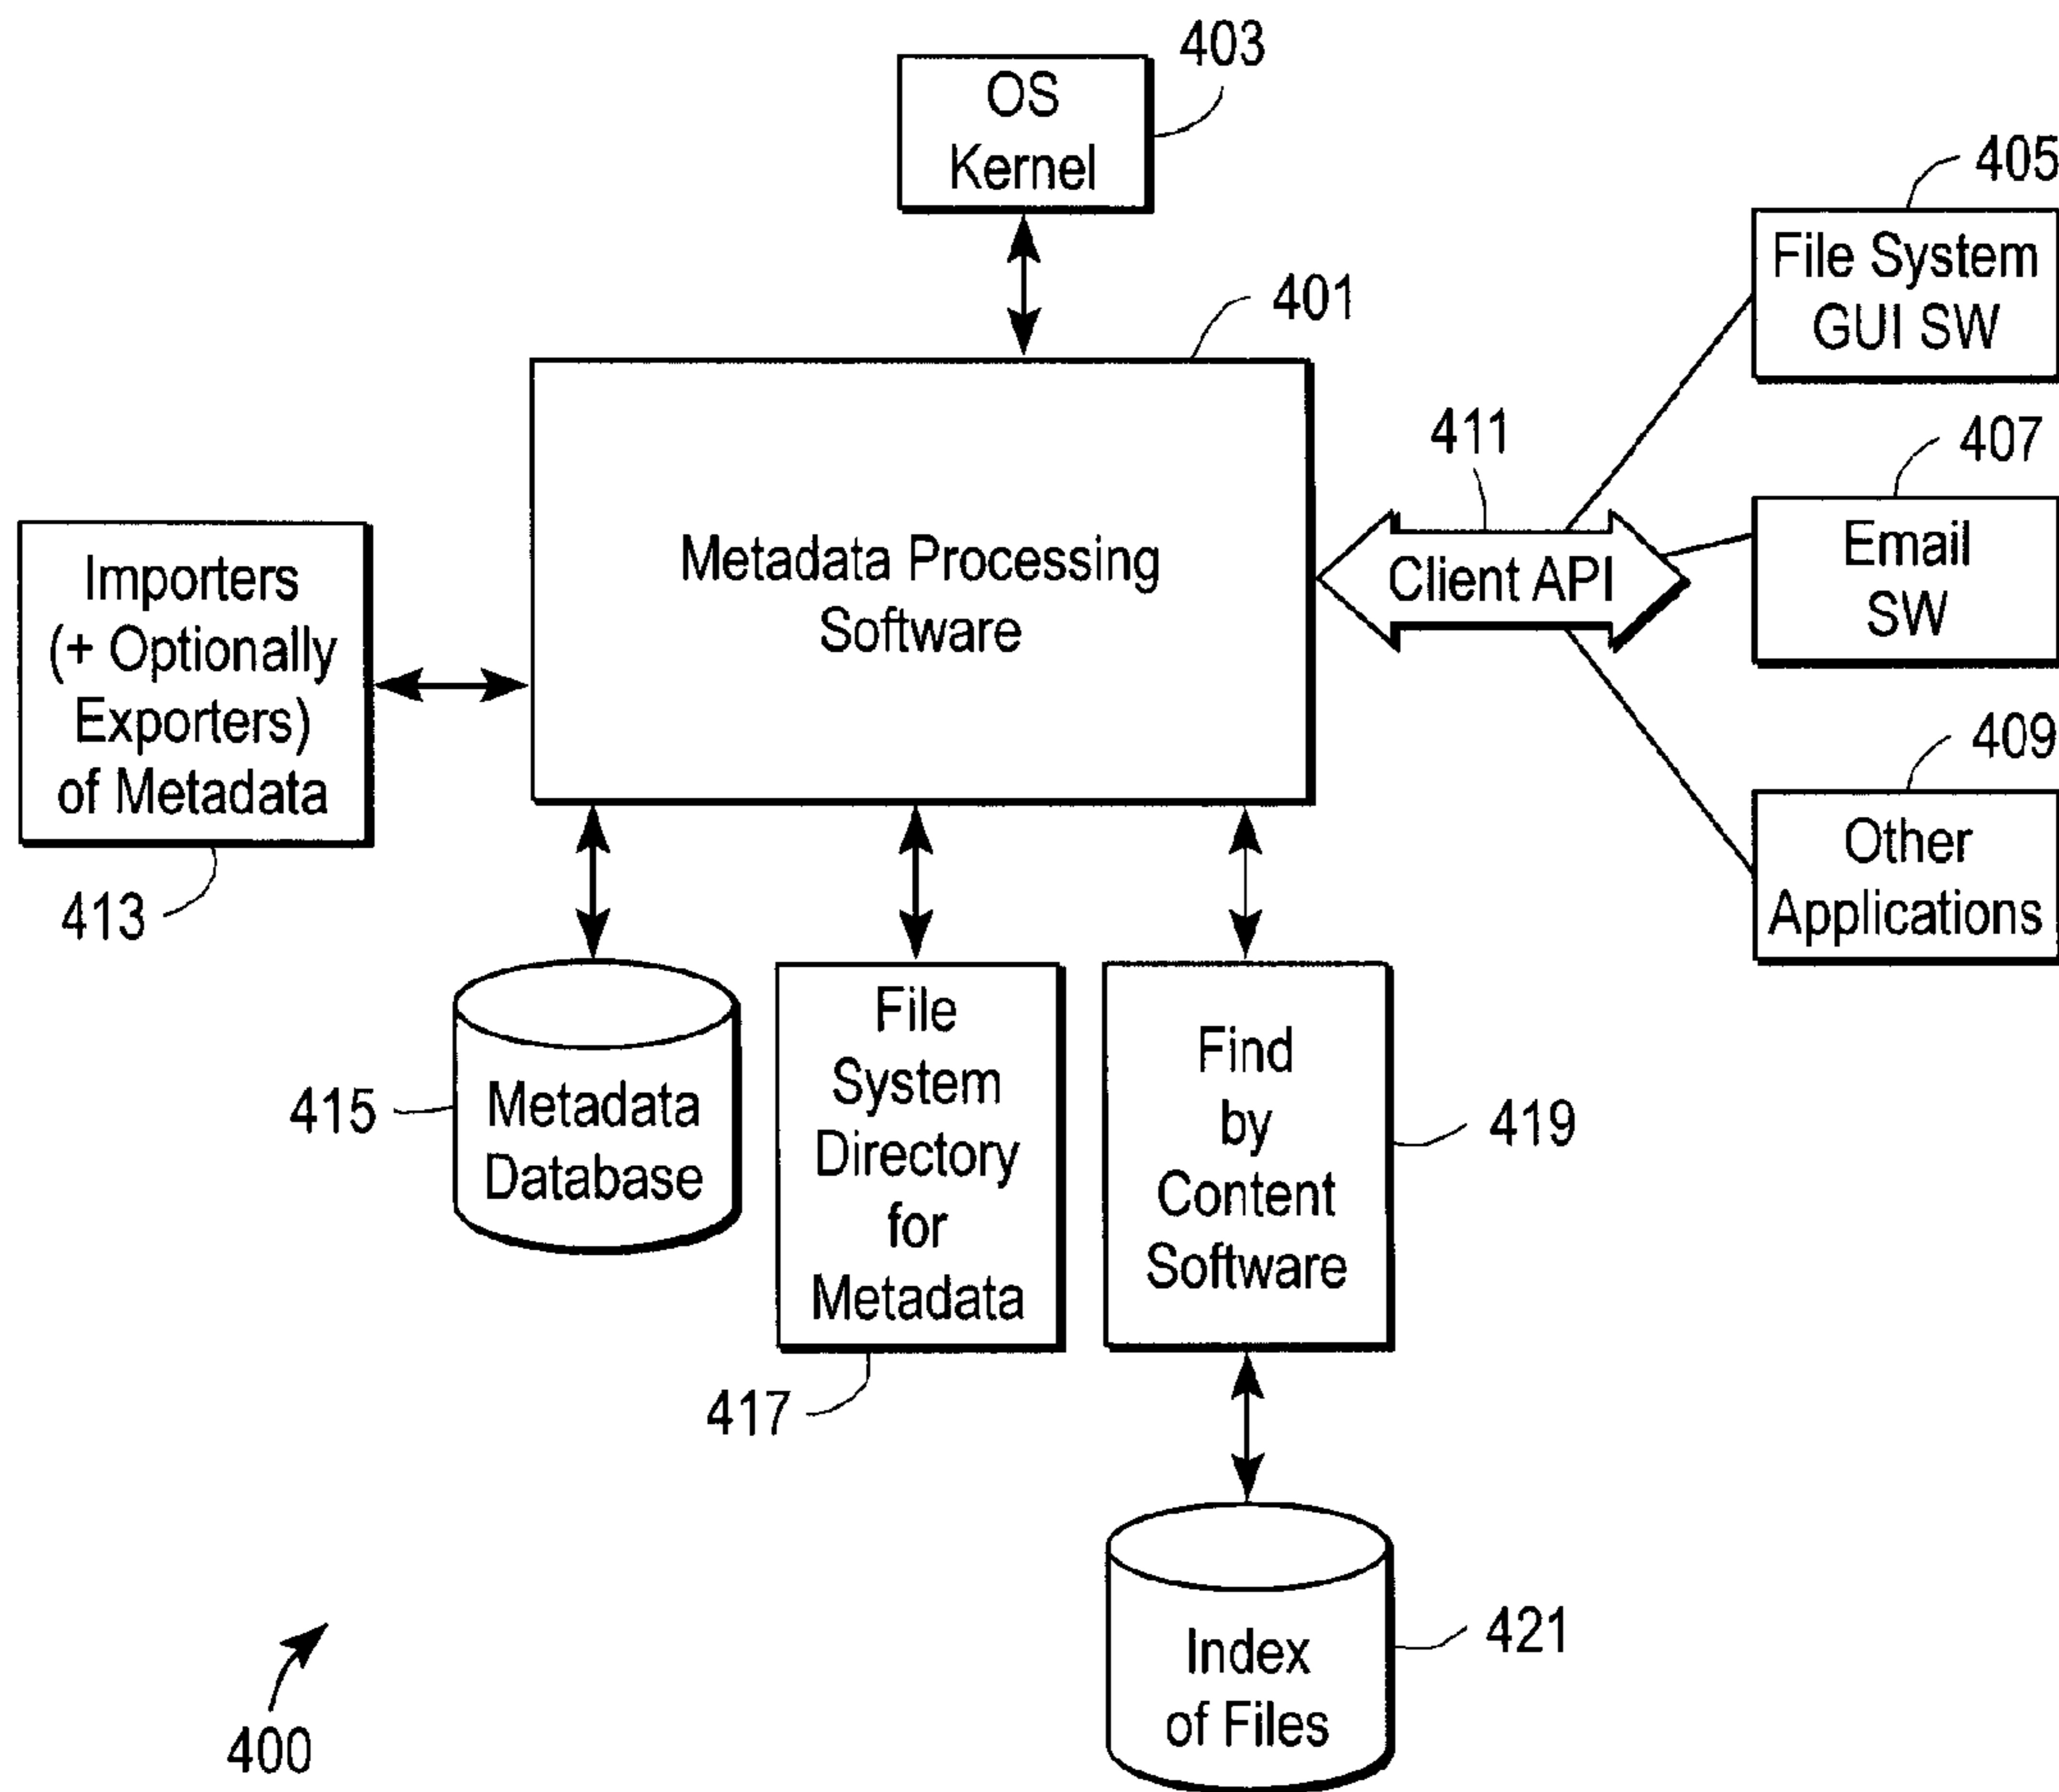 403
OS
Kernel
405
File System
GUI SW
401
411
407
Client API
Email
SW
Metadata Processing
Software
Importers
(+ Optionally
Exporters)
of Metadata
413
409
Other
Applications
415
Metadata
Database
File
System
Directory
for
Metadata
417
Find
by
Content
Software
419
Index
of Files
421
400